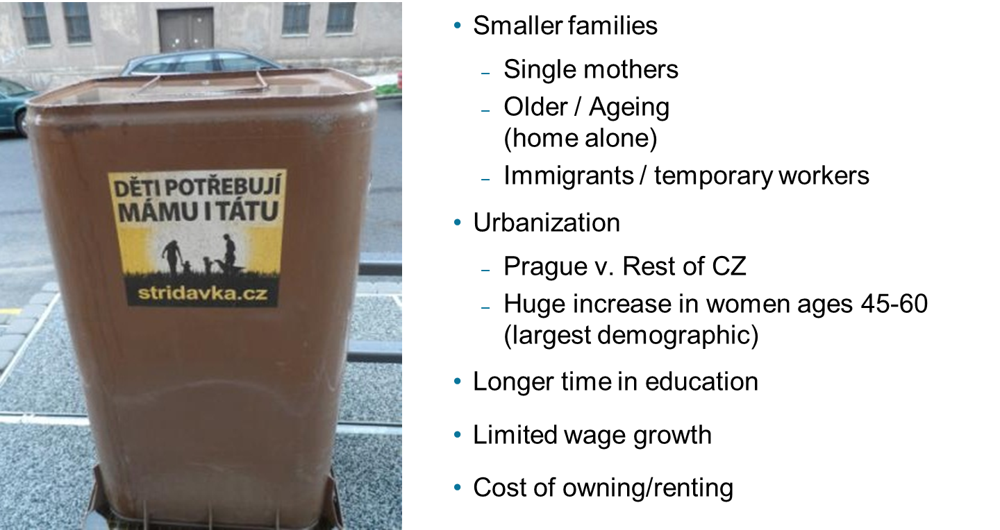 DĚTI POTŘEBUJÍ
MÁMU I TÁTU
stridavka.cz
• Smaller families
– Single mothers
– Older / Ageing
(home alone)
– Immigrants / temporary workers
• Urbanization
– Prague v. Rest of CZ
– Huge increase in women ages 45-60
(largest demographic)
• Longer time in education
• Limited wage growth
• Cost of owning/renting